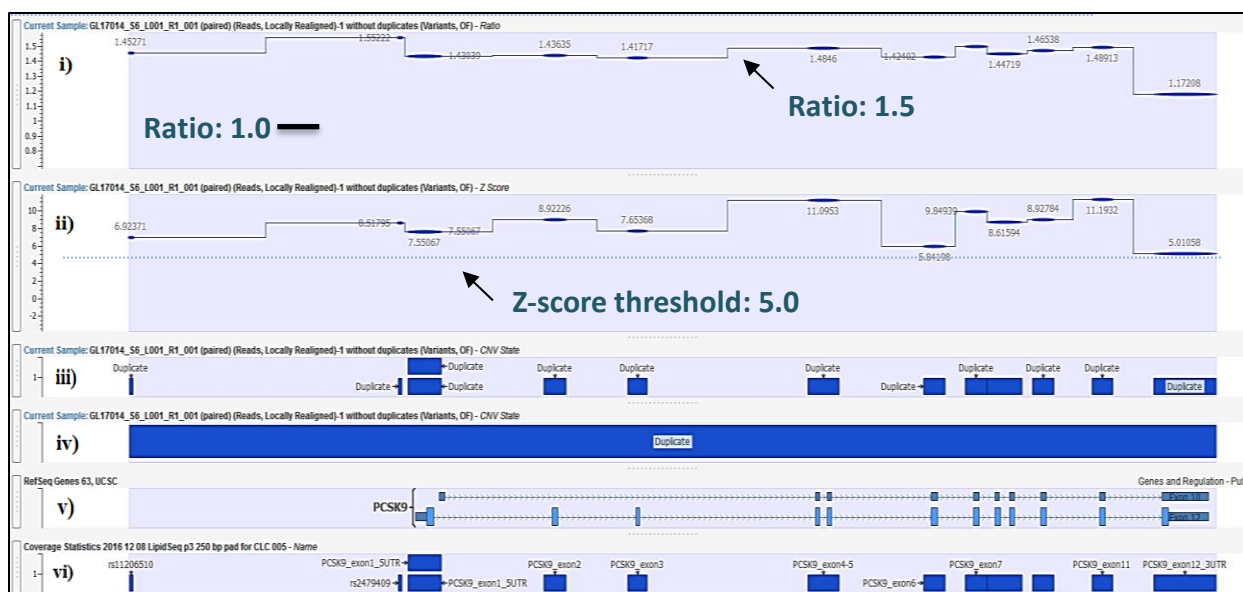 Current Sample: GL17014_S6_L001_R1_001 (paired) (Reads, Locally Realigned)-1 without duplicates (Variants, OF) - Ratio
i)
1.5
1.4
1.3
1.2
1.1
1
0.9
0.8
1.45271
1.55222
1.43039
1.43635
1.41717
1.4846
1.42402
1.44719
1.46538
1.48913
1.17208
Ratio: 1.0
Ratio: 1.5
Current Sample: GL17014_S6_L001_R1_001 (paired) (Reads, Locally Realigned)-1 without duplicates (Variants, OF) - Z Score
ii)
10
8
6
4
2
0
-2
6.92371
8.51795
7.55067
7.55067
8.92226
7.65368
11.0953
5.84198
9.84939
8.61594
8.92784
11.1932
5.01058
Z-score threshold: 5.0
Current Sample: GL17014_S6_L001_R1_001 (paired) (Reads, Locally Realigned)-1 without duplicates (Variants, OF) - CNV State
1
iii)
Duplicate
Duplicate
Duplicate
Duplicate
Duplicate
Duplicate
Duplicate
Duplicate
Duplicate
Duplicate
Duplicate
Duplicate
Current Sample: GL17014_S6_L001_R1_001 (paired) (Reads, Locally Realigned)-1 without duplicates (Variants, OF) - CNV State
iv)
Duplicate
RefSeq Genes 63, UCSC
Genes and Regulation - Pu
v)
PCSK9
Exon 10
Exon 12
Coverage Statistics 2016 12 08 LipidSeq p3 250 bp pad for CLC 005 - Name
1
vi)
rs11206510
PCSK9_exon1_5UTR
rs2479409
PCSK9_exon1_5UTR
PCSK9_exon2
PCSK9_exon3
PCSK9_exon4-5
PCSK9_exon6
PCSK9_exon7
PCSK9_exon11
PCSK9_exon12_3UTR